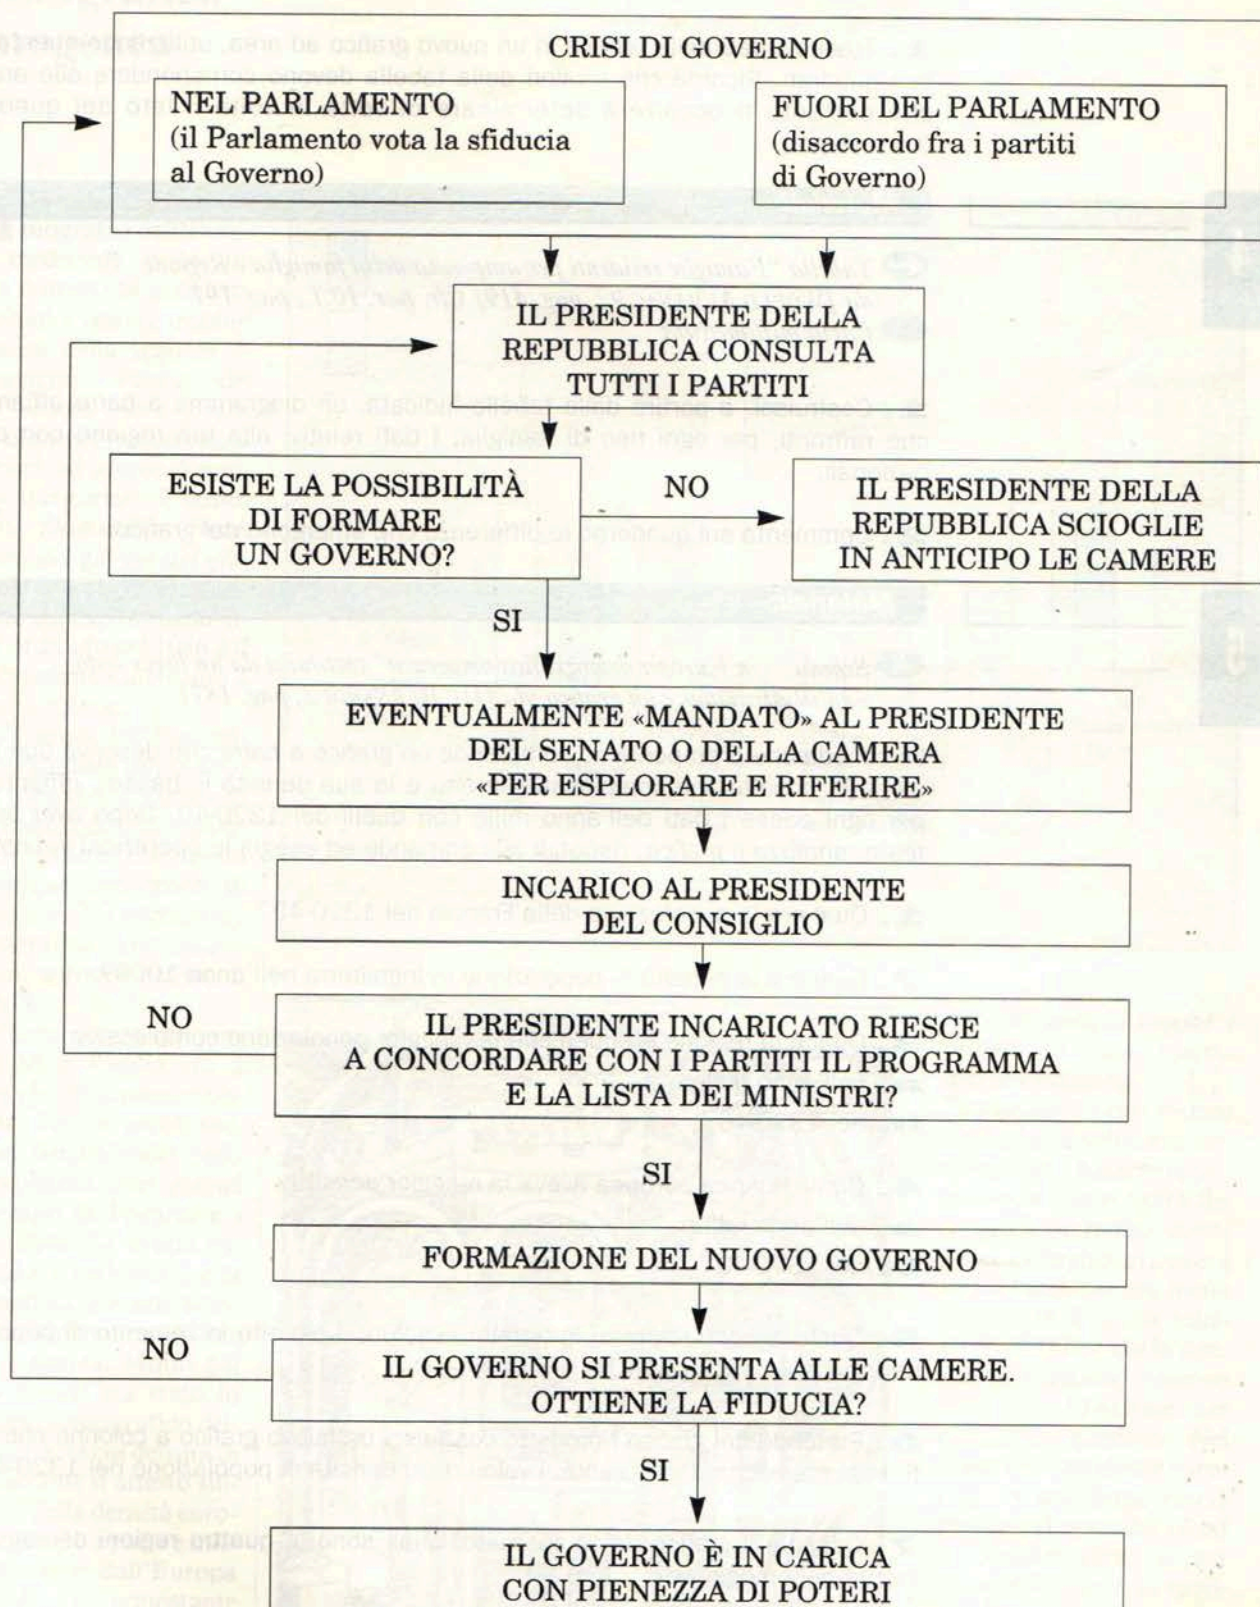 CRISI DI GOVERNO
NEL PARLAMENTO
(il Parlamento vota la sfiducia
al Governo)
FUORI DEL PARLAMENTO
(disaccordo fra i partiti
di Governo)
IL PRESIDENTE DELLA
REPUBBLICA CONSULTA
TUTTI I PARTITI
ESISTE LA POSSIBILITÀ
DI FORMARE
UN GOVERNO?
NO
IL PRESIDENTE DELLA
REPUBBLICA SCIOGLIE
IN ANTICIPO LE CAMERE
SI
EVENTUALMENTE «MANDATO» AL PRESIDENTE
DEL SENATO O DELLA CAMERA
«PER ESPLORARE E RIFERIRE»
INCARICO AL PRESIDENTE
DEL CONSIGLIO
NO
IL PRESIDENTE INCARICATO RIESCE
A CONCORDARE CON I PARTITI IL PROGRAMMA
E LA LISTA DEI MINISTRI?
SI
FORMAZIONE DEL NUOVO GOVERNO
NO
IL GOVERNO SI PRESENTA ALLE CAMERE.
OTTIENE LA FIDUCIA?
SI
IL GOVERNO È IN CARICA
CON PIENEZZA DI POTERI